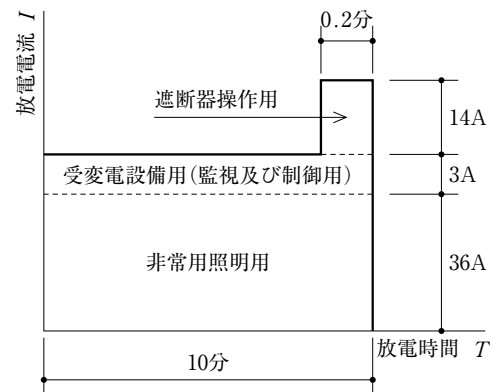 0.2分
放電電流 I
遮断器操作用
14A
受変電設備用(監視及び制御用)
3A
非常用照明用
36A
放電時間 T
10分